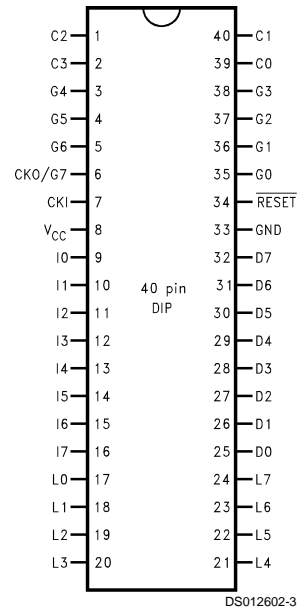 C2 1 40 C1
C3 2 39 C0
G4 3 38 G3
G5 4 37 G2
G6 5 36 G1
CKO/G7 6 35 G0
CKI 7 34 RESET
VCC 8 33 GND
I0 9 32 D7
I1 10 31 D6
I2 11 30 D5
I3 12 29 D4
I4 13 28 D3
I5 14 27 D2
I6 15 26 D1
I7 16 25 D0
L0 17 24 L7
L1 18 23 L6
L2 19 22 L5
L3 20 21 L4
40 pin
DIP
DS012602-3